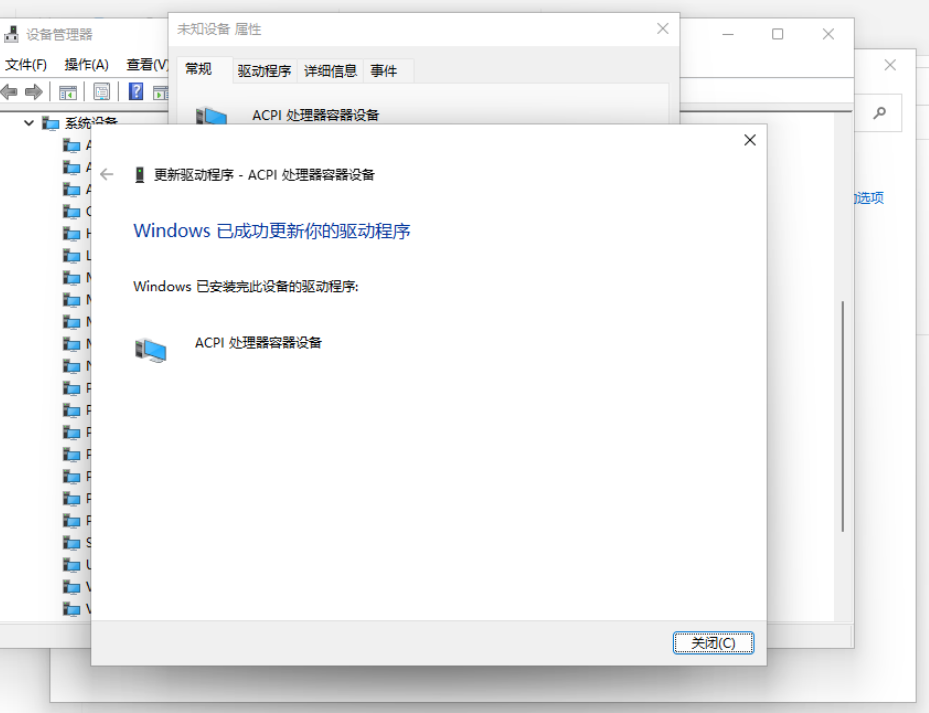 未知设备 属性
设备管理器
文件(F) 操作(A) 查看(V)
常规 驱动程序 详细信息 事件
ACPI 处理器容器设备
系统设备
更新驱动程序 - ACPI 处理器容器设备
Windows 已成功更新你的驱动程序
Windows 已安装完此设备的驱动程序:
ACPI 处理器容器设备
选项
关闭(C)